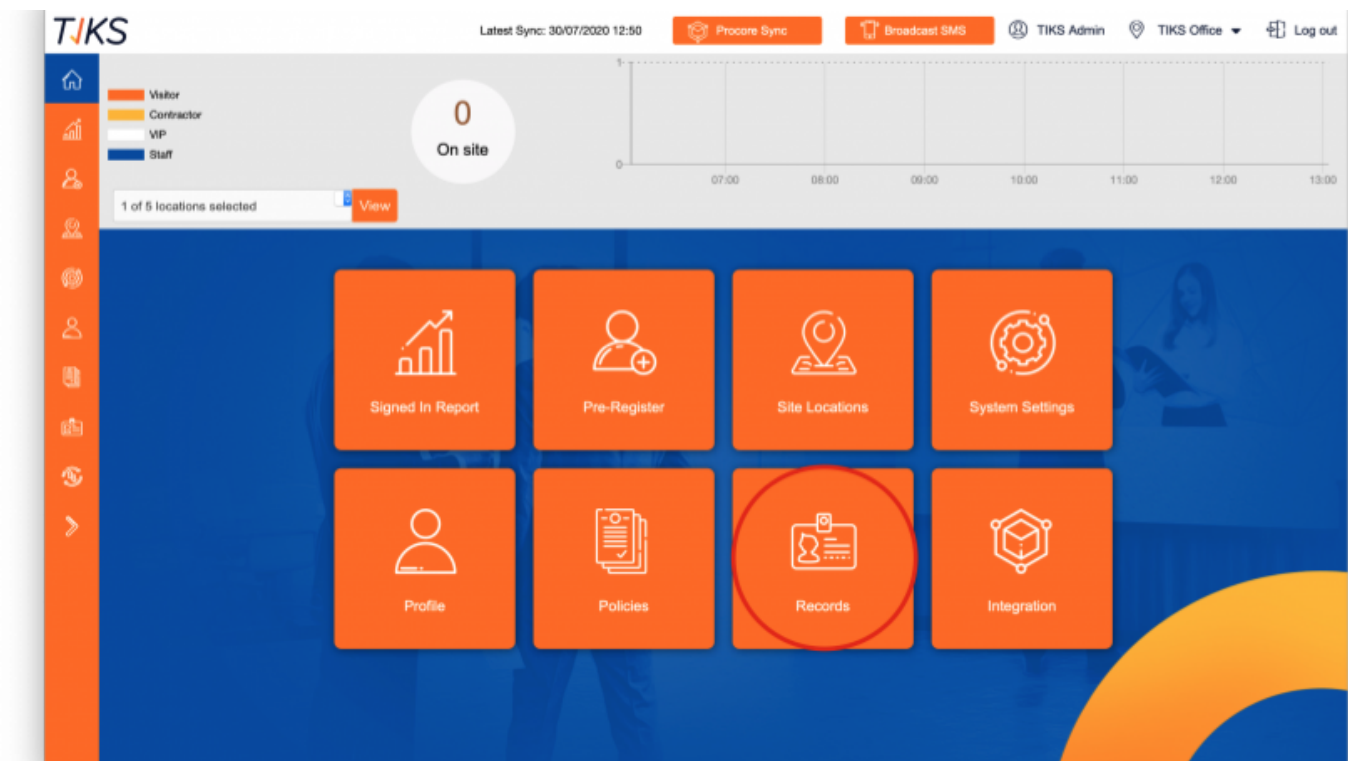 TIKS
Latest Sync: 30/07/2020 12:50
Procore Sync
Broadcast SMS
TIKS Admin
TIKS Office
Log out
Visitor
Contractor
VIP
Staff
0
On site
1 of 5 locations selected
View
1
0
07:00 08:00 09:00 10:00 11:00 12:00 13:00
Signed In Report
Pre-Register
Site Locations
System Settings
Profile
Policies
Records
Integration